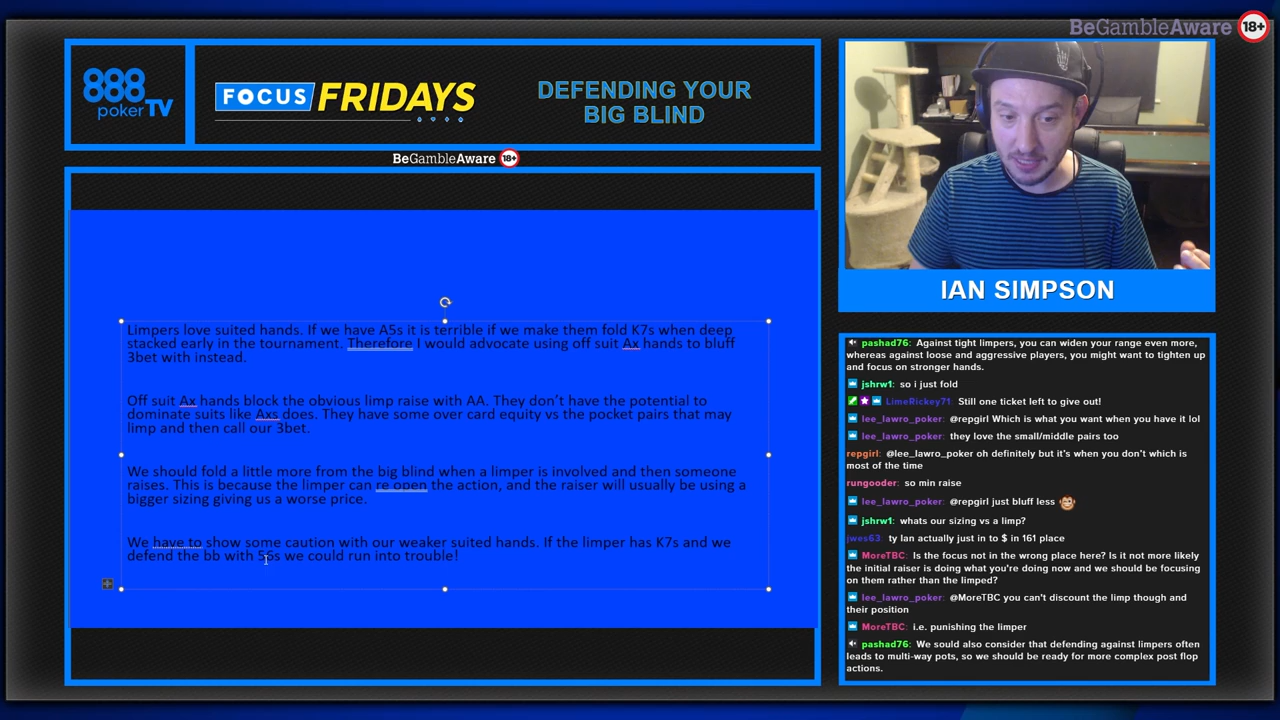 BeGambleAware 18+
888
pokerTV
FOCUS FRIDAYS
DEFENDING YOUR
BIG BLIND
BeGambleAware 18+
Limpers love suited hands. If we have A5s it is terrible if we make them fold K7s when deep
stacked early in the tournament. Therefore I would advocate using off suit Ax hands to bluff
3bet with instead.
Off suit Ax hands block the obvious limp raise with AA. They don't have the potential to
dominate suits like Axs does. They have some over card equity vs the pocket pairs that may
limp and then call our 3bet.
We should fold a little more from the big blind when a limper is involved and then someone
raises. This is because the limper can re open the action, and the raiser will usually be using a
bigger sizing giving us a worse price.
We have to show some caution with our weaker suited hands. If the limper has K7s and we
defend the bb with 56s we could run into trouble!
IAN SIMPSON
pashad76: Against tight limpers, you can widen your range even more,
whereas against loose and aggressive players, you might want to tighten up
and focus on stronger hands.
jshrw1: so i just fold
LimeRickey71: Still one ticket left to give out!
lee_lawro_poker: @repgirl Which is what you want when you have it lol
lee_lawro_poker: they love the small/middle pairs too
repgirl: @lee_lawro_poker oh definitely but it's when you don't which is
most of the time
rungooder: so min raise
lee_lawro_poker: @repgirl just bluff less
jshrw1: whats our sizing vs a limp?
jwes63: ty Ian actually just in to $ in 161 place
MoreTBC: Is the focus not in the wrong place here? Is it not more likely
the initial raiser is doing what you're doing now and we should be focusing
on them rather than the limped?
lee_lawro_poker: @MoreTBC you can't discount the limp though and
their position
MoreTBC: i.e. punishing the limper
pashad76: We sould also consider that defending against limpers often
leads to multi-way pots, so we should be ready for more complex post flop
actions.